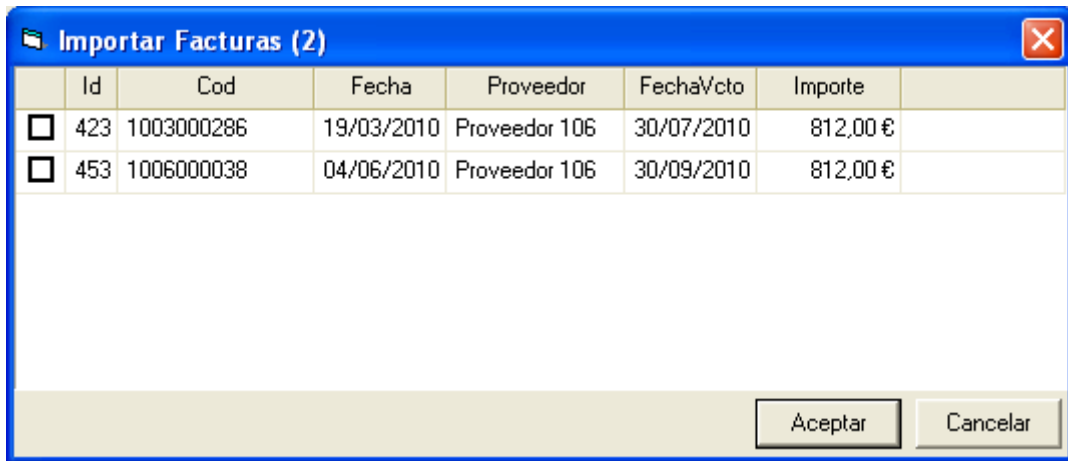 Importar Facturas (2)
Id Cod Fecha Proveedor FechaVcto Importe
423 1003000286 19/03/2010 Proveedor 106 30/07/2010 812,00 €
453 1006000038 04/06/2010 Proveedor 106 30/09/2010 812,00 €
Aceptar Cancelar